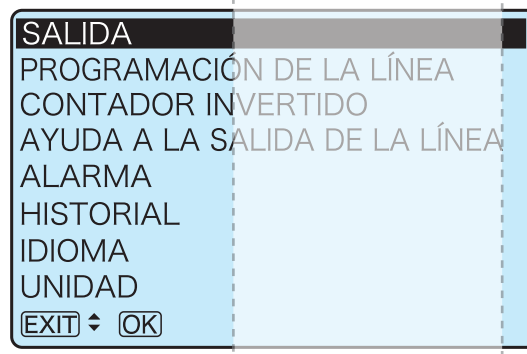 SALIDA
PROGRAMACIÓN DE LA LÍNEA
CONTADOR INVERTIDO
AYUDA A LA SALIDA DE LA LÍNEA
ALARMA
HISTORIAL
IDIOMA
UNIDAD
EXIT OK